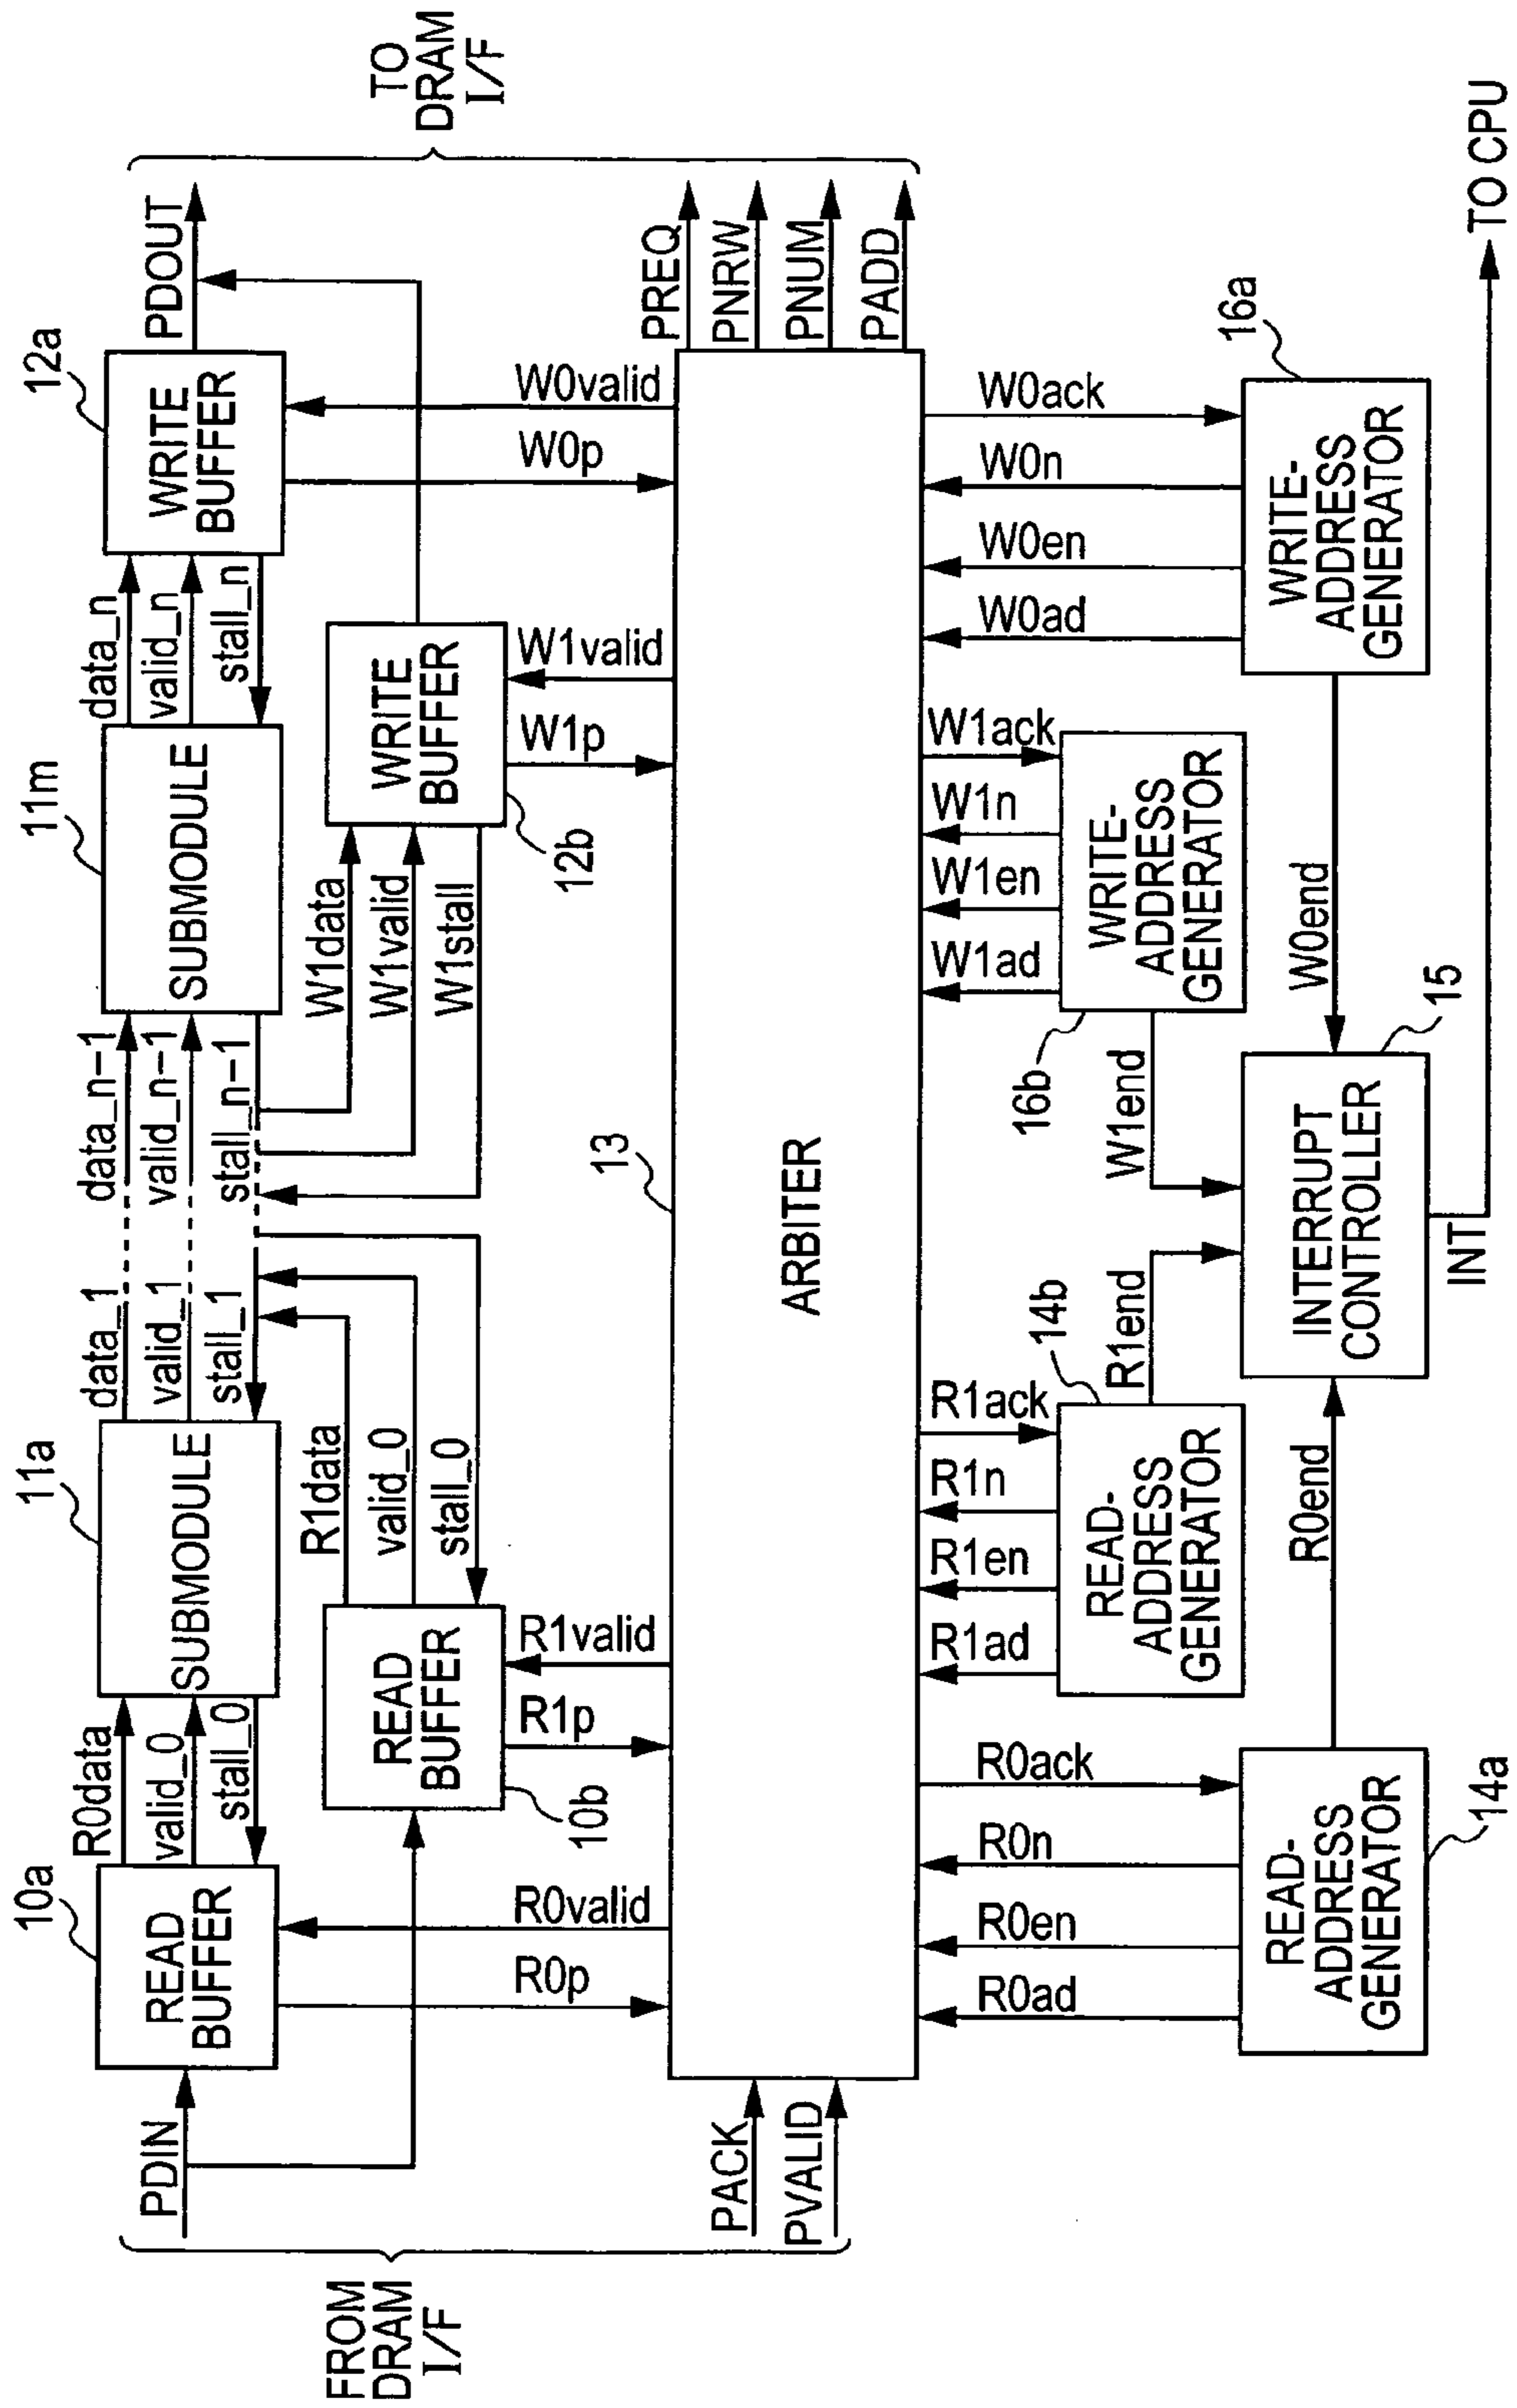 FROM
DRAM
I/F
TO
DRAM
I/F
PDIN
10a
READ
BUFFER
R0data
valid_0
stall_0
11a
SUBMODULE
data_1
valid_1
stall_1
data_n-1
valid_n-1
stall_n-1
11m
SUBMODULE
data_n
valid_n
stall_n
12a
WRITE
BUFFER
PDOUT
READ
BUFFER
10b
R1data
valid_0
stall_0
W1data
W1valid
W1stall
WRITE
BUFFER
12b
R0p
R0valid
R1p
R1valid
W1p
W1valid
W0p
W0valid
PACK
PVALID
13
ARBITER
PREQ
PNRW
PNUM
PADD
R0ad
R0en
R0n
R0ack
R1ad
R1en
R1n
R1ack
W1ad
W1en
W1n
W1ack
W0ad
W0en
W0n
W0ack
READ-
ADDRESS
GENERATOR
14a
READ-
ADDRESS
GENERATOR
14b
WRITE-
ADDRESS
GENERATOR
16b
WRITE-
ADDRESS
GENERATOR
16a
R0end
R1end
W1end
W0end
INTERRUPT
CONTROLLER
15
INT
TO CPU